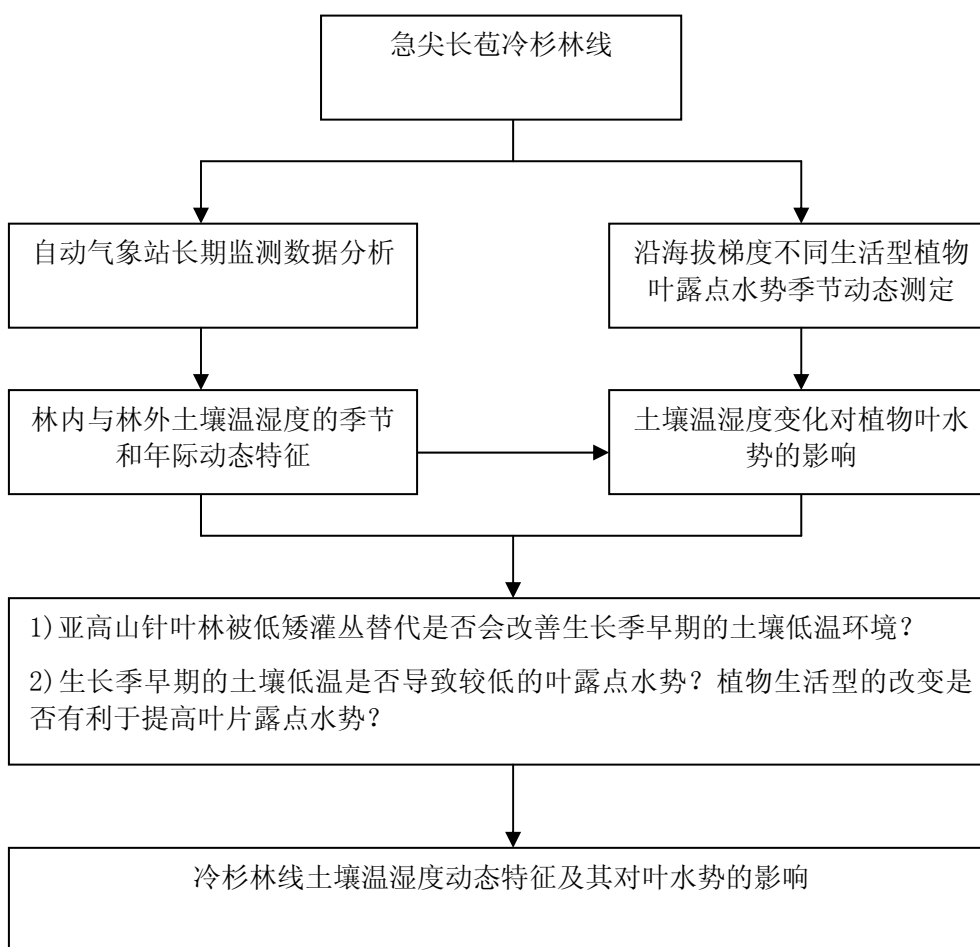 急尖长苞冷杉林线
自动气象站长期监测数据分析
沿海拔梯度不同生活型植物
叶露点水势季节动态测定
林内与林外土壤温湿度的季节
和年际动态特征
土壤温湿度变化对植物叶水
势的影响
1)亚高山针叶林被低矮灌丛替代是否会改善生长季早期的土壤低温环境？
2)生长季早期的土壤低温是否导致较低的叶露点水势？植物生活型的改变是
否有利于提高叶片露点水势？
冷杉林线土壤温湿度动态特征及其对叶水势的影响